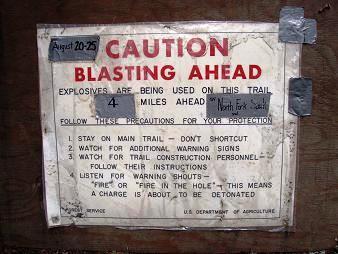 August 20-25
CAUTION
BLASTING AHEAD
EXPLOSIVES ARE BEING USED ON THIS TRAIL
4 MILES AHEAD North Fork
FOLLOW THESE PRECAUTIONS FOR YOUR PROTECTION
1. STAY ON MAIN TRAIL – DON'T SHORTCUT
2. WATCH FOR ADDITIONAL WARNING SIGNS
3. WATCH FOR TRAIL CONSTRUCTION PERSONNEL–
FOLLOW THEIR INSTRUCTIONS
4. LISTEN FOR WARNING SHOUTS–
"FIRE" OR "FIRE IN THE HOLE"– THIS MEANS
A CHARGE IS ABOUT TO BE DETONATED
FOREST SERVICE U.S. DEPARTMENT OF AGRICULTURE